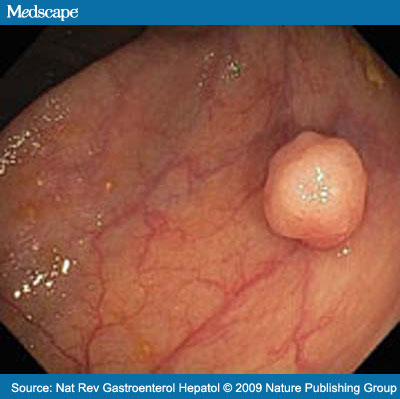 Medscape
Source: Nat Rev Gastroenterol Hepatol © 2009 Nature Publishing Group